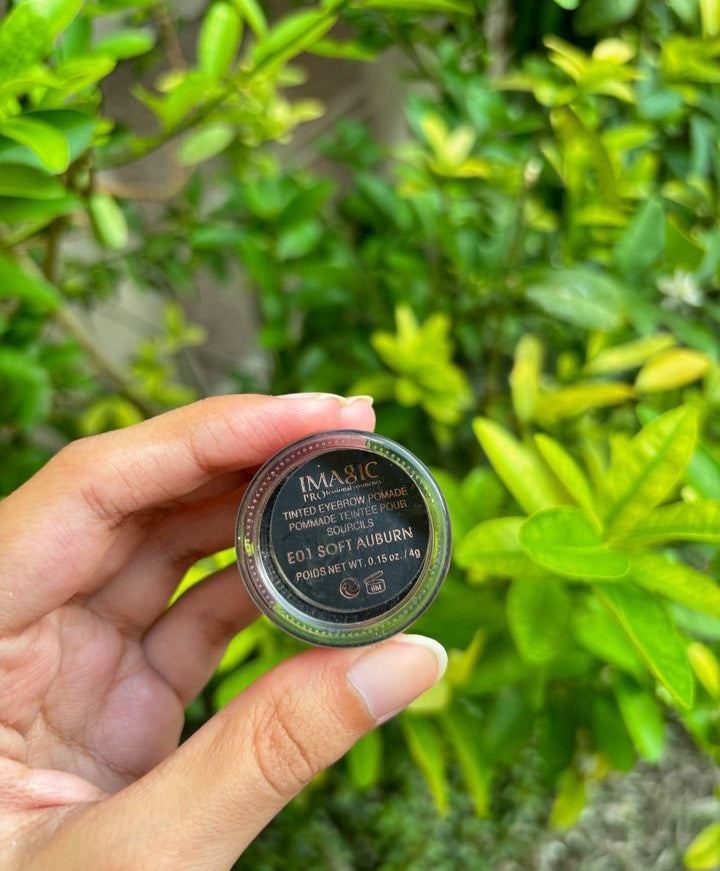 IMAGIC
PROfessional cosmetics
TINTED EYEBROW POMADE
POMMADE TEINTÉE POUR
SOURCILS
E01 SOFT AUBURN
POIDS NET WT. 0.15 oz. / 4g